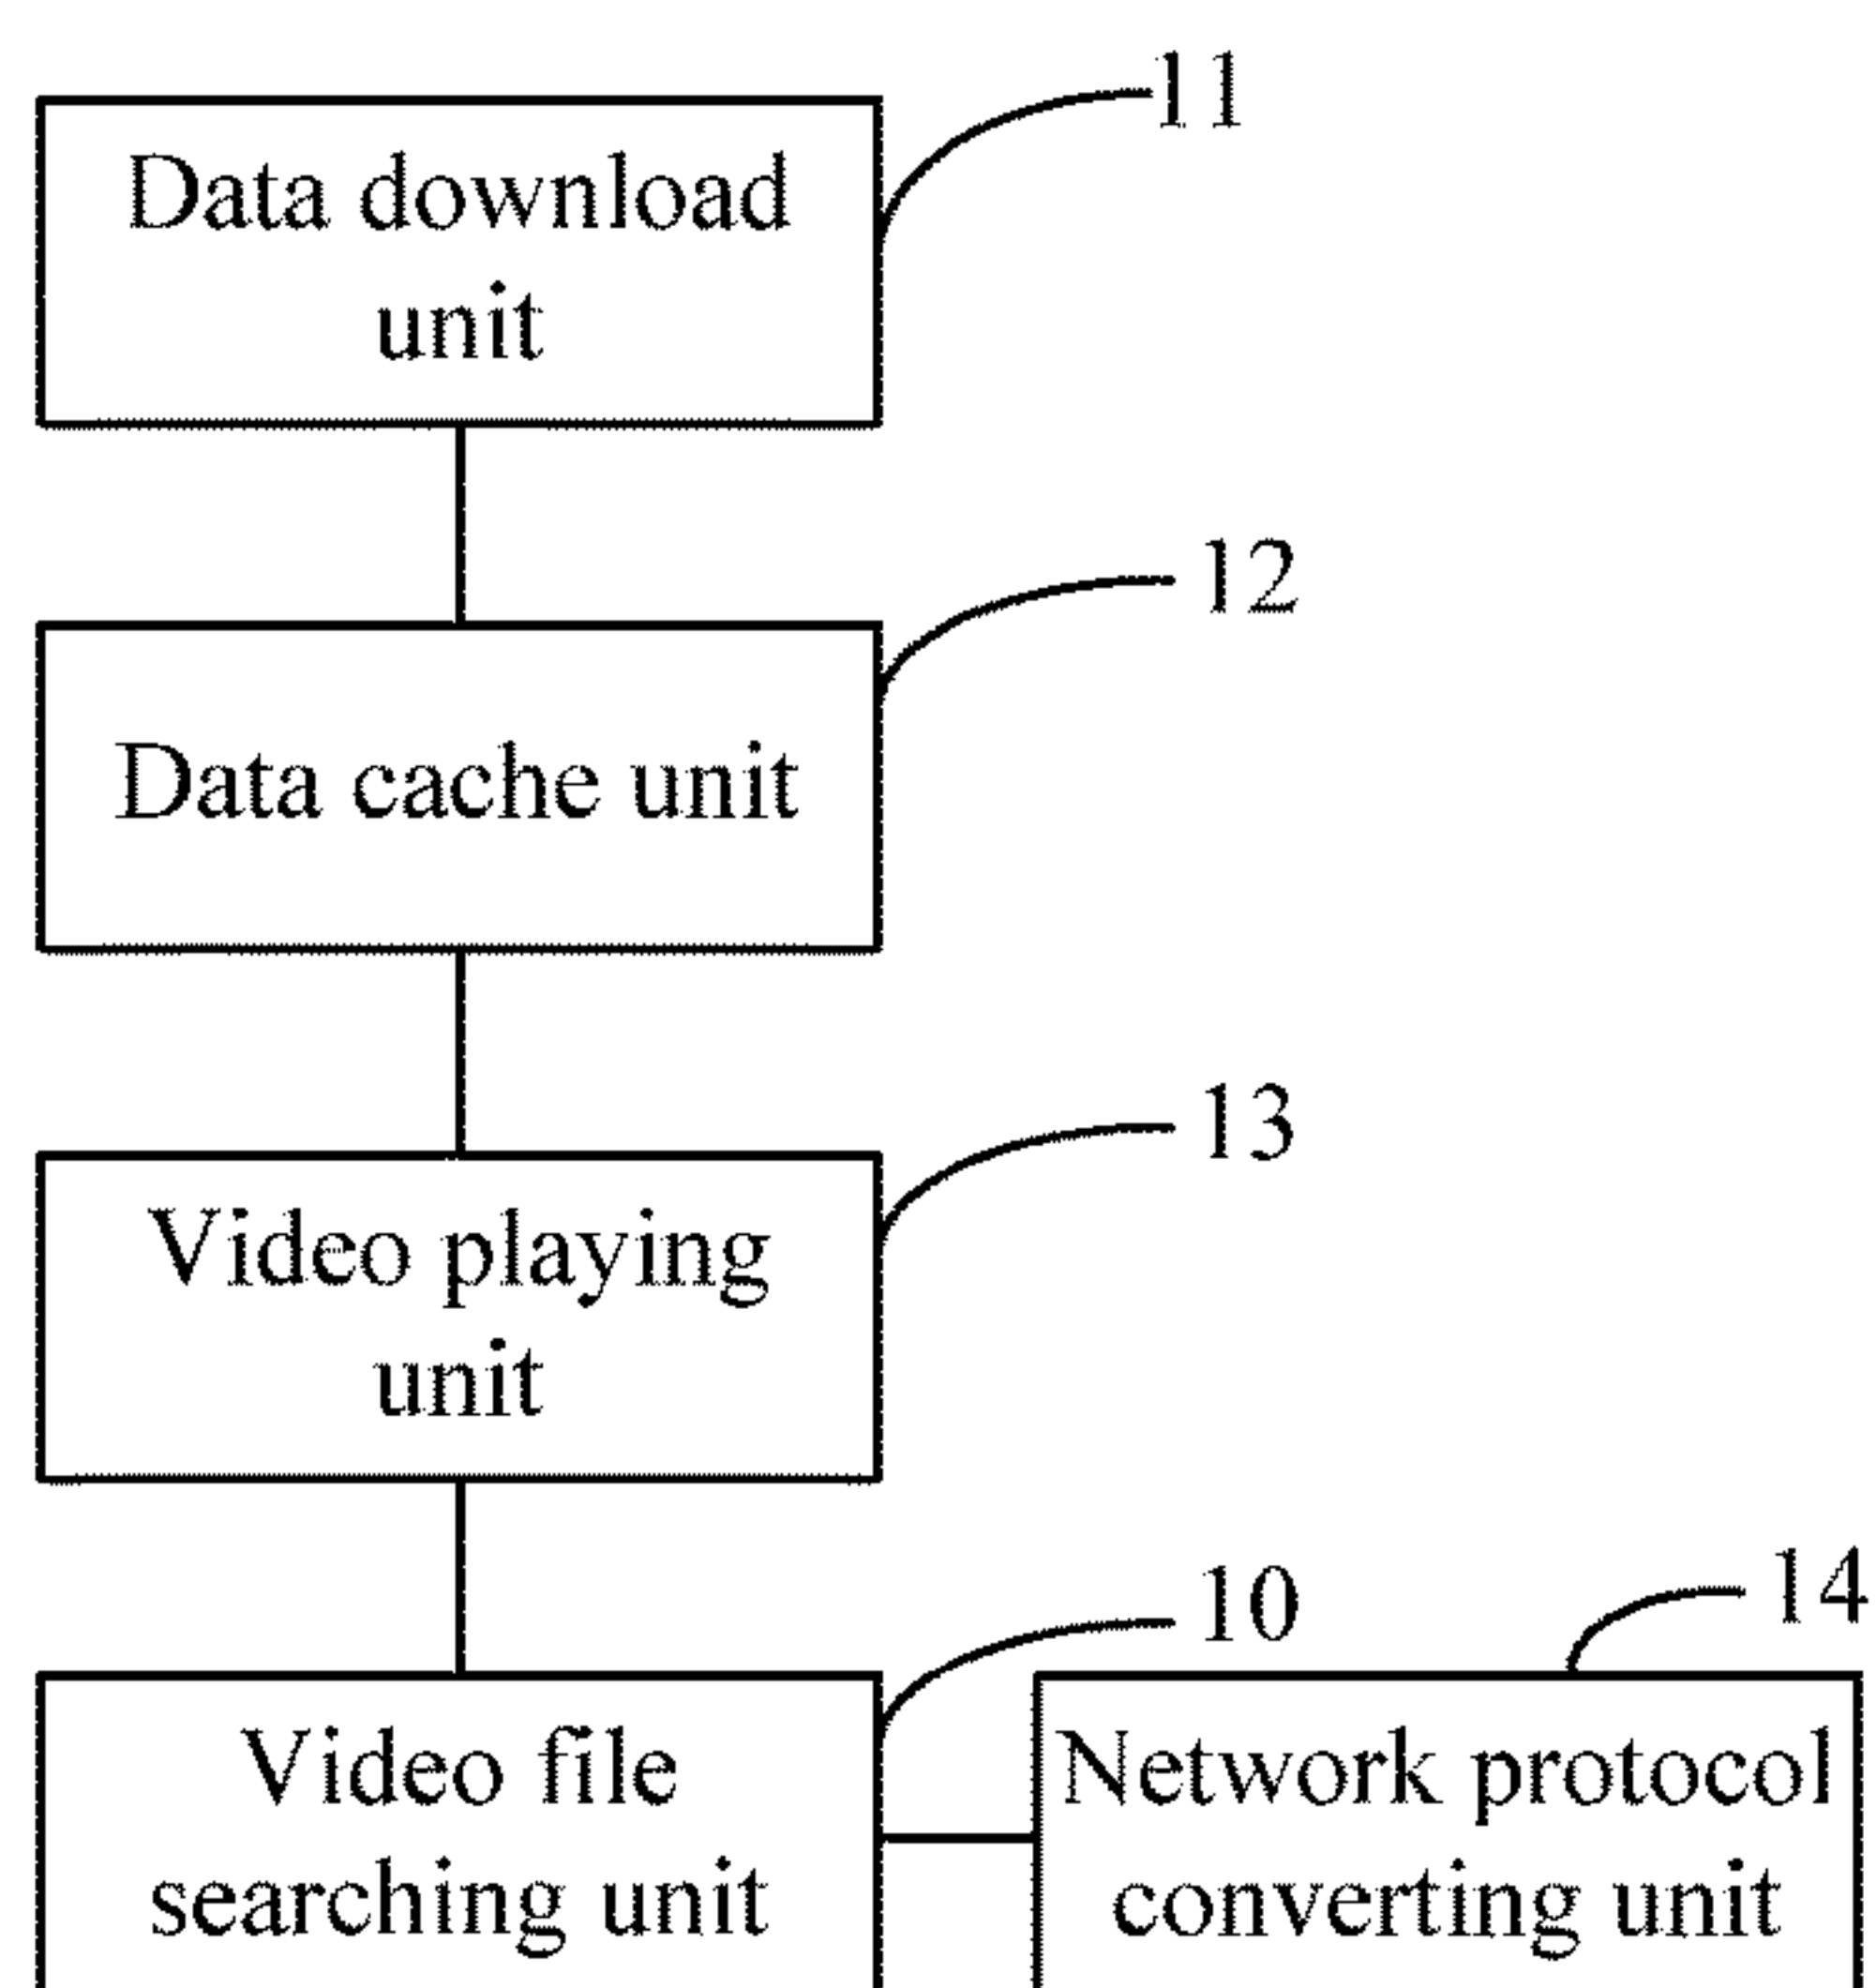 11
Data download
unit
12
Data cache unit
13
Video playing
unit
10
14
Video file
searching unit
Network protocol
converting unit